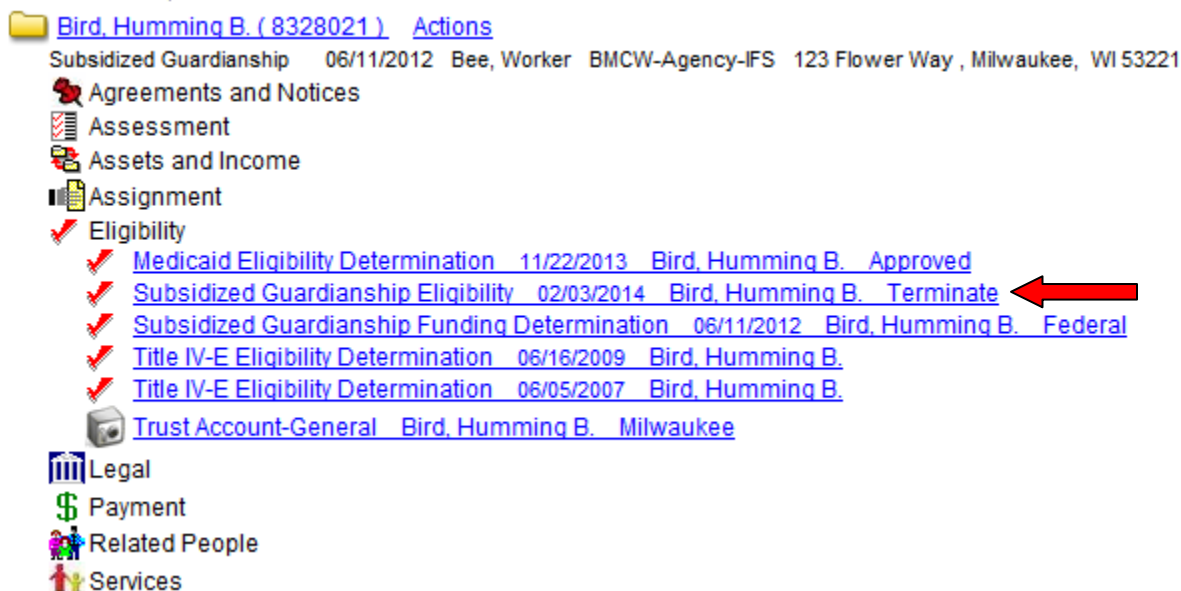 Bird, Humming B. ( 8328021 ) Actions
Subsidized Guardianship 06/11/2012 Bee, Worker BMCW-Agency-IFS 123 Flower Way , Milwaukee, WI 53221
Agreements and Notices
Assessment
Assets and Income
Assignment
Eligibility
Medicaid Eligibility Determination 11/22/2013 Bird, Humming B. Approved
Subsidized Guardianship Eligibility 02/03/2014 Bird, Humming B. Terminate
Subsidized Guardianship Funding Determination 06/11/2012 Bird, Humming B. Federal
Title IV-E Eligibility Determination 06/16/2009 Bird, Humming B.
Title IV-E Eligibility Determination 06/05/2007 Bird, Humming B.
Trust Account-General Bird, Humming B. Milwaukee
Legal
$ Payment
Related People
Services